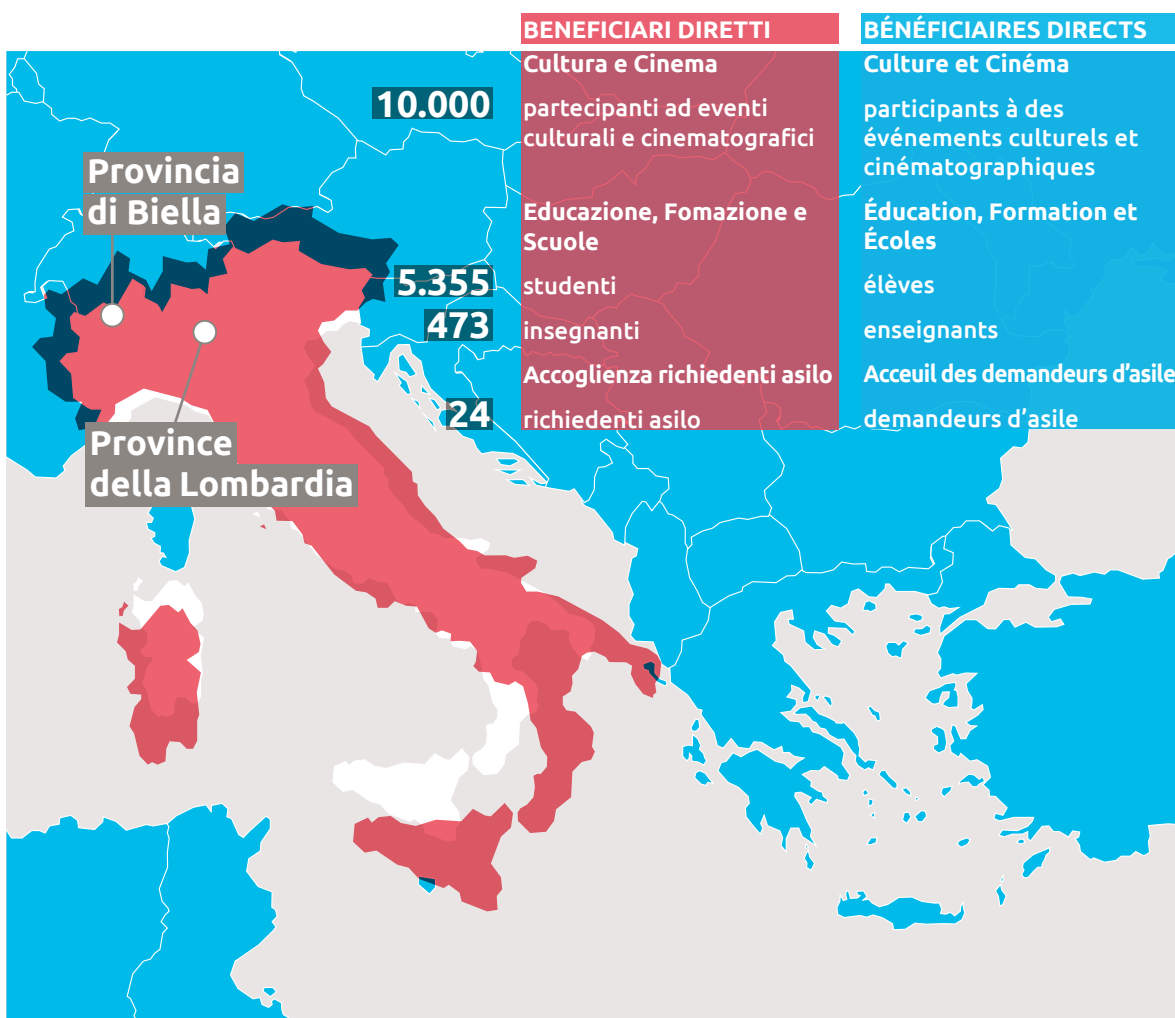 BENEFICIARI DIRETTI
BÉNÉFICIAIRES DIRECTS
Cultura e Cinema
Culture et Cinéma
10.000
partecipanti ad eventi
culturali e cinematografici
participants à des
événements culturels et
cinématographiques
Educazione, Fomazione e
Scuole
Éducation, Formation et
Écoles
5.355
studenti
élèves
473
insegnanti
enseignants
Accoglienza richiedenti asilo
Acceuil des demandeurs d'asile
24
richiedenti asilo
demandeurs d'asile
Provincia
di Biella
Province
della Lombardia